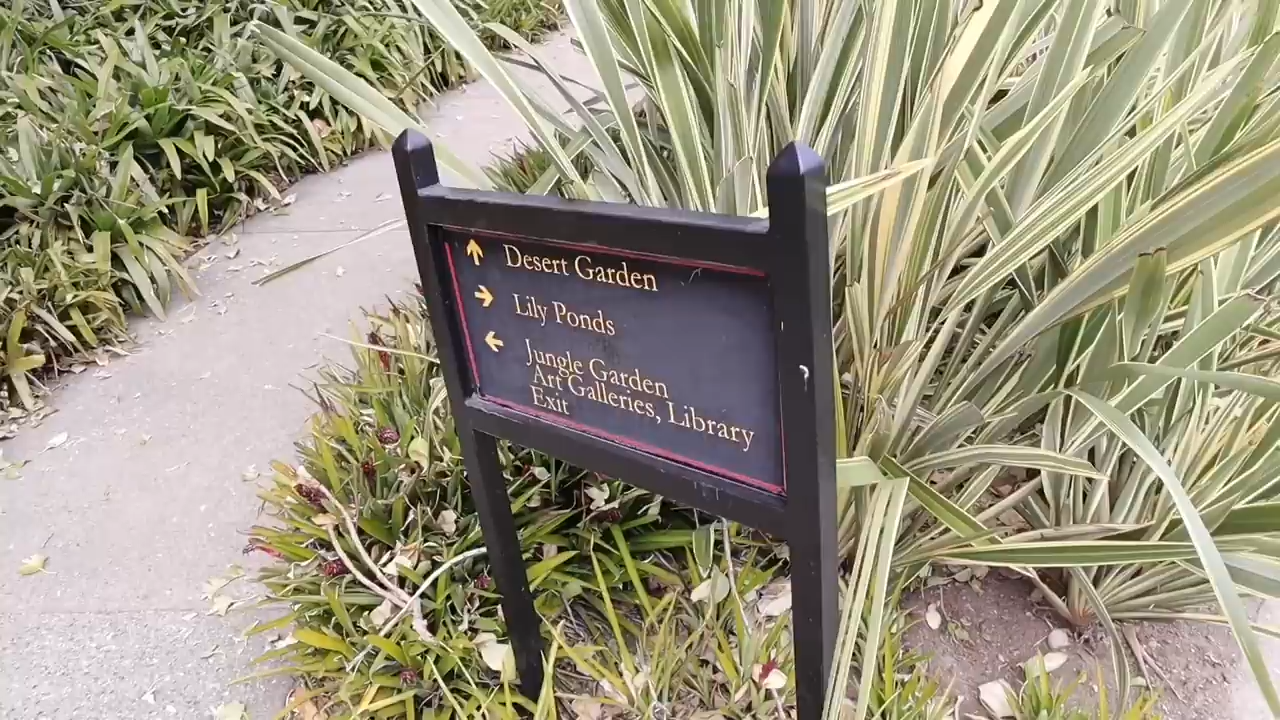 Desert Garden
Lily Ponds
Jungle Garden
Art Galleries, Library
Exit